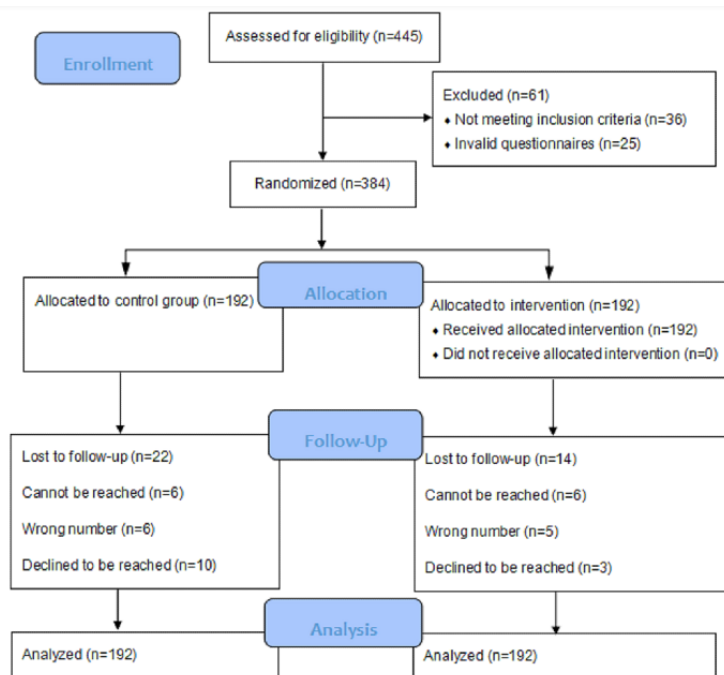 Enrollment
Assessed for eligibility (n=445)
Excluded (n=61)
♦ Not meeting inclusion criteria (n=36)
♦ Invalid questionnaires (n=25)
Randomized (n=384)
Allocation
Allocated to control group (n=192)
Allocated to intervention (n=192)
♦ Received allocated intervention (n=192)
♦ Did not receive allocated intervention (n=0)
Follow-Up
Lost to follow-up (n=22)
Cannot be reached (n=6)
Wrong number (n=6)
Declined to be reached (n=10)
Lost to follow-up (n=14)
Cannot be reached (n=6)
Wrong number (n=5)
Declined to be reached (n=3)
Analysis
Analyzed (n=192)
Analyzed (n=192)